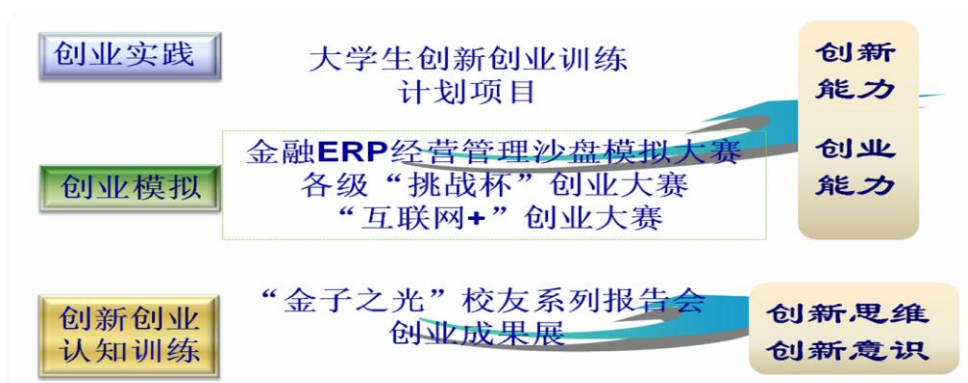 创业实践
大学生创新创业训练
计划项目
创新
能力
创业
能力
创业模拟
金融ERP经营管理沙盘模拟大赛
各级“挑战杯”创业大赛
“互联网+”创业大赛
创新创业
认知训练
“金子之光”校友系列报告会
创业成果展
创新思维
创新意识